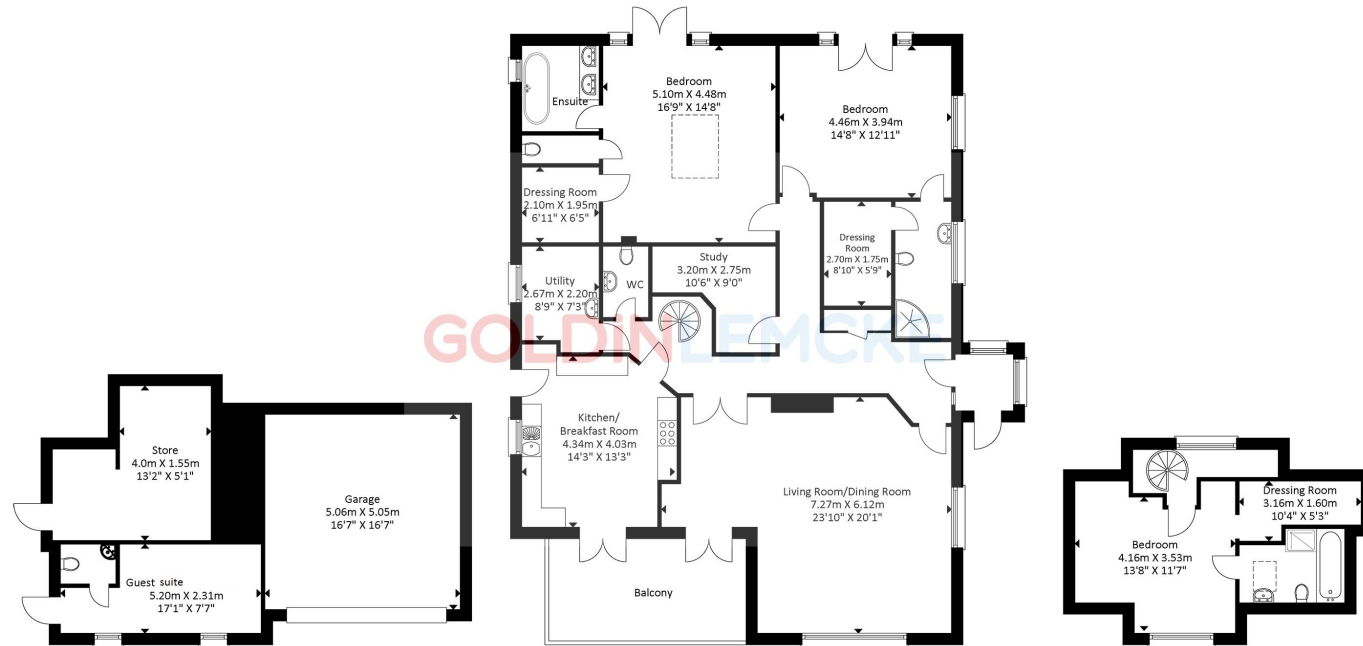 Ensuite
Bedroom
5.10m X 4.48m
16'9" X 14'8"
Bedroom
4.46m X 3.94m
14'8" X 12'11"
Dressing Room
2.10m X 1.95m
6'11" X 6'5"
Dressing
Room
2.70m X 1.75m
8'10" X 5'9"
Utility
2.67m X 2.20m
8'9" X 7'3"
WC
Study
3.20m X 2.75m
10'6" X 9'0"
GOLDiNLEMCKE
Kitchen/
Breakfast Room
4.34m X 4.03m
14'3" X 13'3"
Living Room/Dining Room
7.27m X 6.12m
23'10" X 20'1"
Balcony
Store
4.0m X 1.55m
13'2" X 5'1"
Garage
5.06m X 5.05m
16'7" X 16'7"
Guest suite
5.20m X 2.31m
17'1" X 7'7"
Dressing Room
3.16m X 1.60m
10'4" X 5'3"
Bedroom
4.16m X 3.53m
13'8" X 11'7"